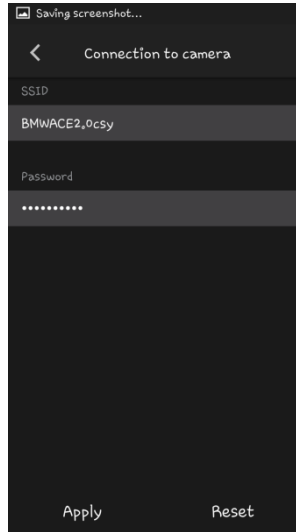 Saving screenshot...
Connection to camera
SSID
BMWACE2.0csy
Password
••••••••••
Apply Reset